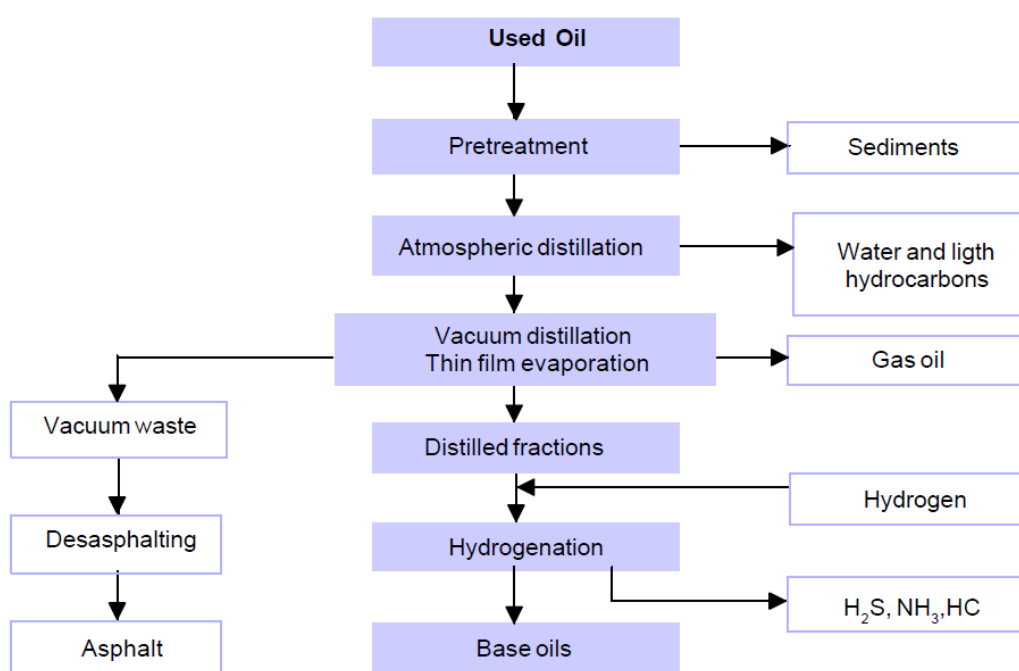 Used Oil
Pretreatment
Sediments
Atmospheric distillation
Water and ligth
hydrocarbons
Vacuum distillation
Thin film evaporation
Gas oil
Vacuum waste
Distilled fractions
Hydrogen
Desasphalting
Hydrogenation
H₂S, NH₃,HC
Asphalt
Base oils